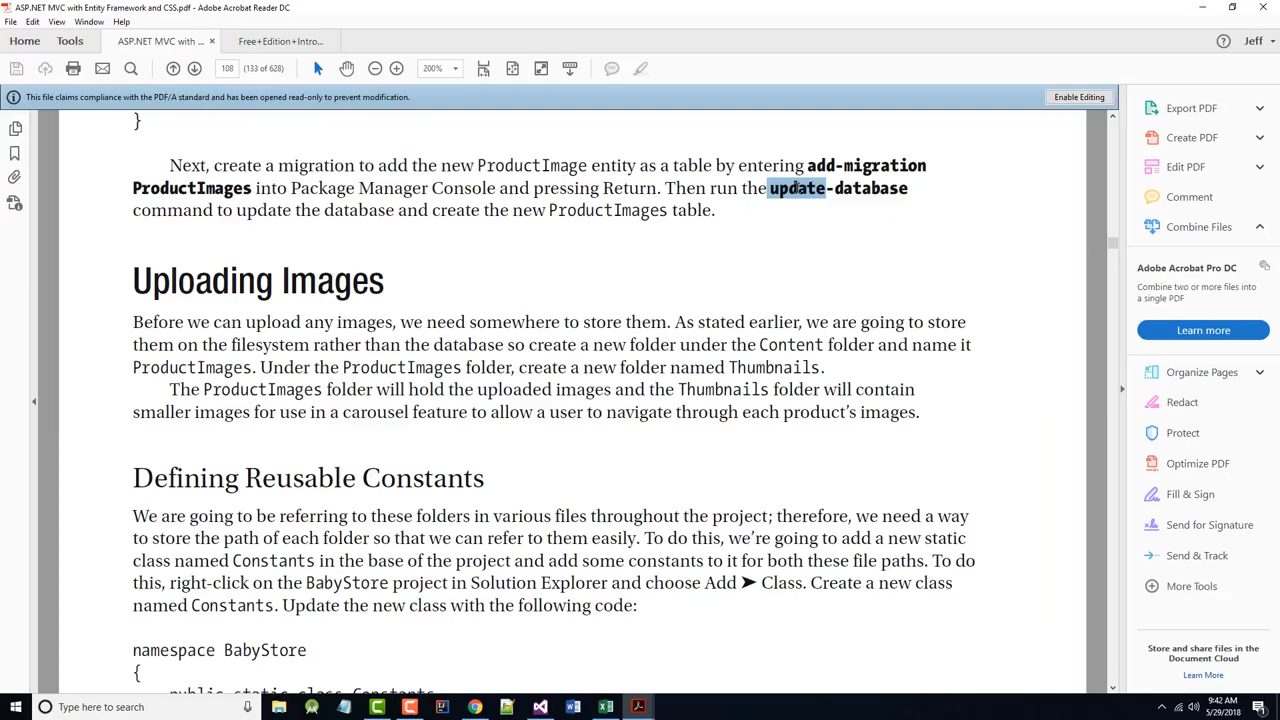 ASP.NET MVC with Entity Framework and CSS.pdf - Adobe Acrobat Reader DC
File Edit View Window Help
Home Tools ASP.NET MVC with ... × Free+Edition+Intro... Jeff
108 (133 of 628) 200%
This file claims compliance with the PDF/A standard and has been opened read-only to prevent modification. Enable Editing
}
Next, create a migration to add the new ProductImage entity as a table by entering add-migration
ProductImages into Package Manager Console and pressing Return. Then run the update-database
command to update the database and create the new ProductImages table.
Uploading Images
Before we can upload any images, we need somewhere to store them. As stated earlier, we are going to store
them on the filesystem rather than the database so create a new folder under the Content folder and name it
ProductImages. Under the ProductImages folder, create a new folder named Thumbnails.
The ProductImages folder will hold the uploaded images and the Thumbnails folder will contain
smaller images for use in a carousel feature to allow a user to navigate through each product's images.
Defining Reusable Constants
We are going to be referring to these folders in various files throughout the project; therefore, we need a way
to store the path of each folder so that we can refer to them easily. To do this, we're going to add a new static
class named Constants in the base of the project and add some constants to it for both these file paths. To do
this, right-click on the BabyStore project in Solution Explorer and choose Add ➤ Class. Create a new class
named Constants. Update the new class with the following code:
namespace BabyStore
{
public static class Constants
Export PDF
Create PDF
Edit PDF
Comment
Combine Files
Adobe Acrobat Pro DC
Combine two or more files into
a single PDF
Learn more
Organize Pages
Redact
Protect
Optimize PDF
Fill & Sign
Send for Signature
Send & Track
More Tools
Store and share files in the
Document Cloud
Learn More
Type here to search
9:42 AM
5/29/2018